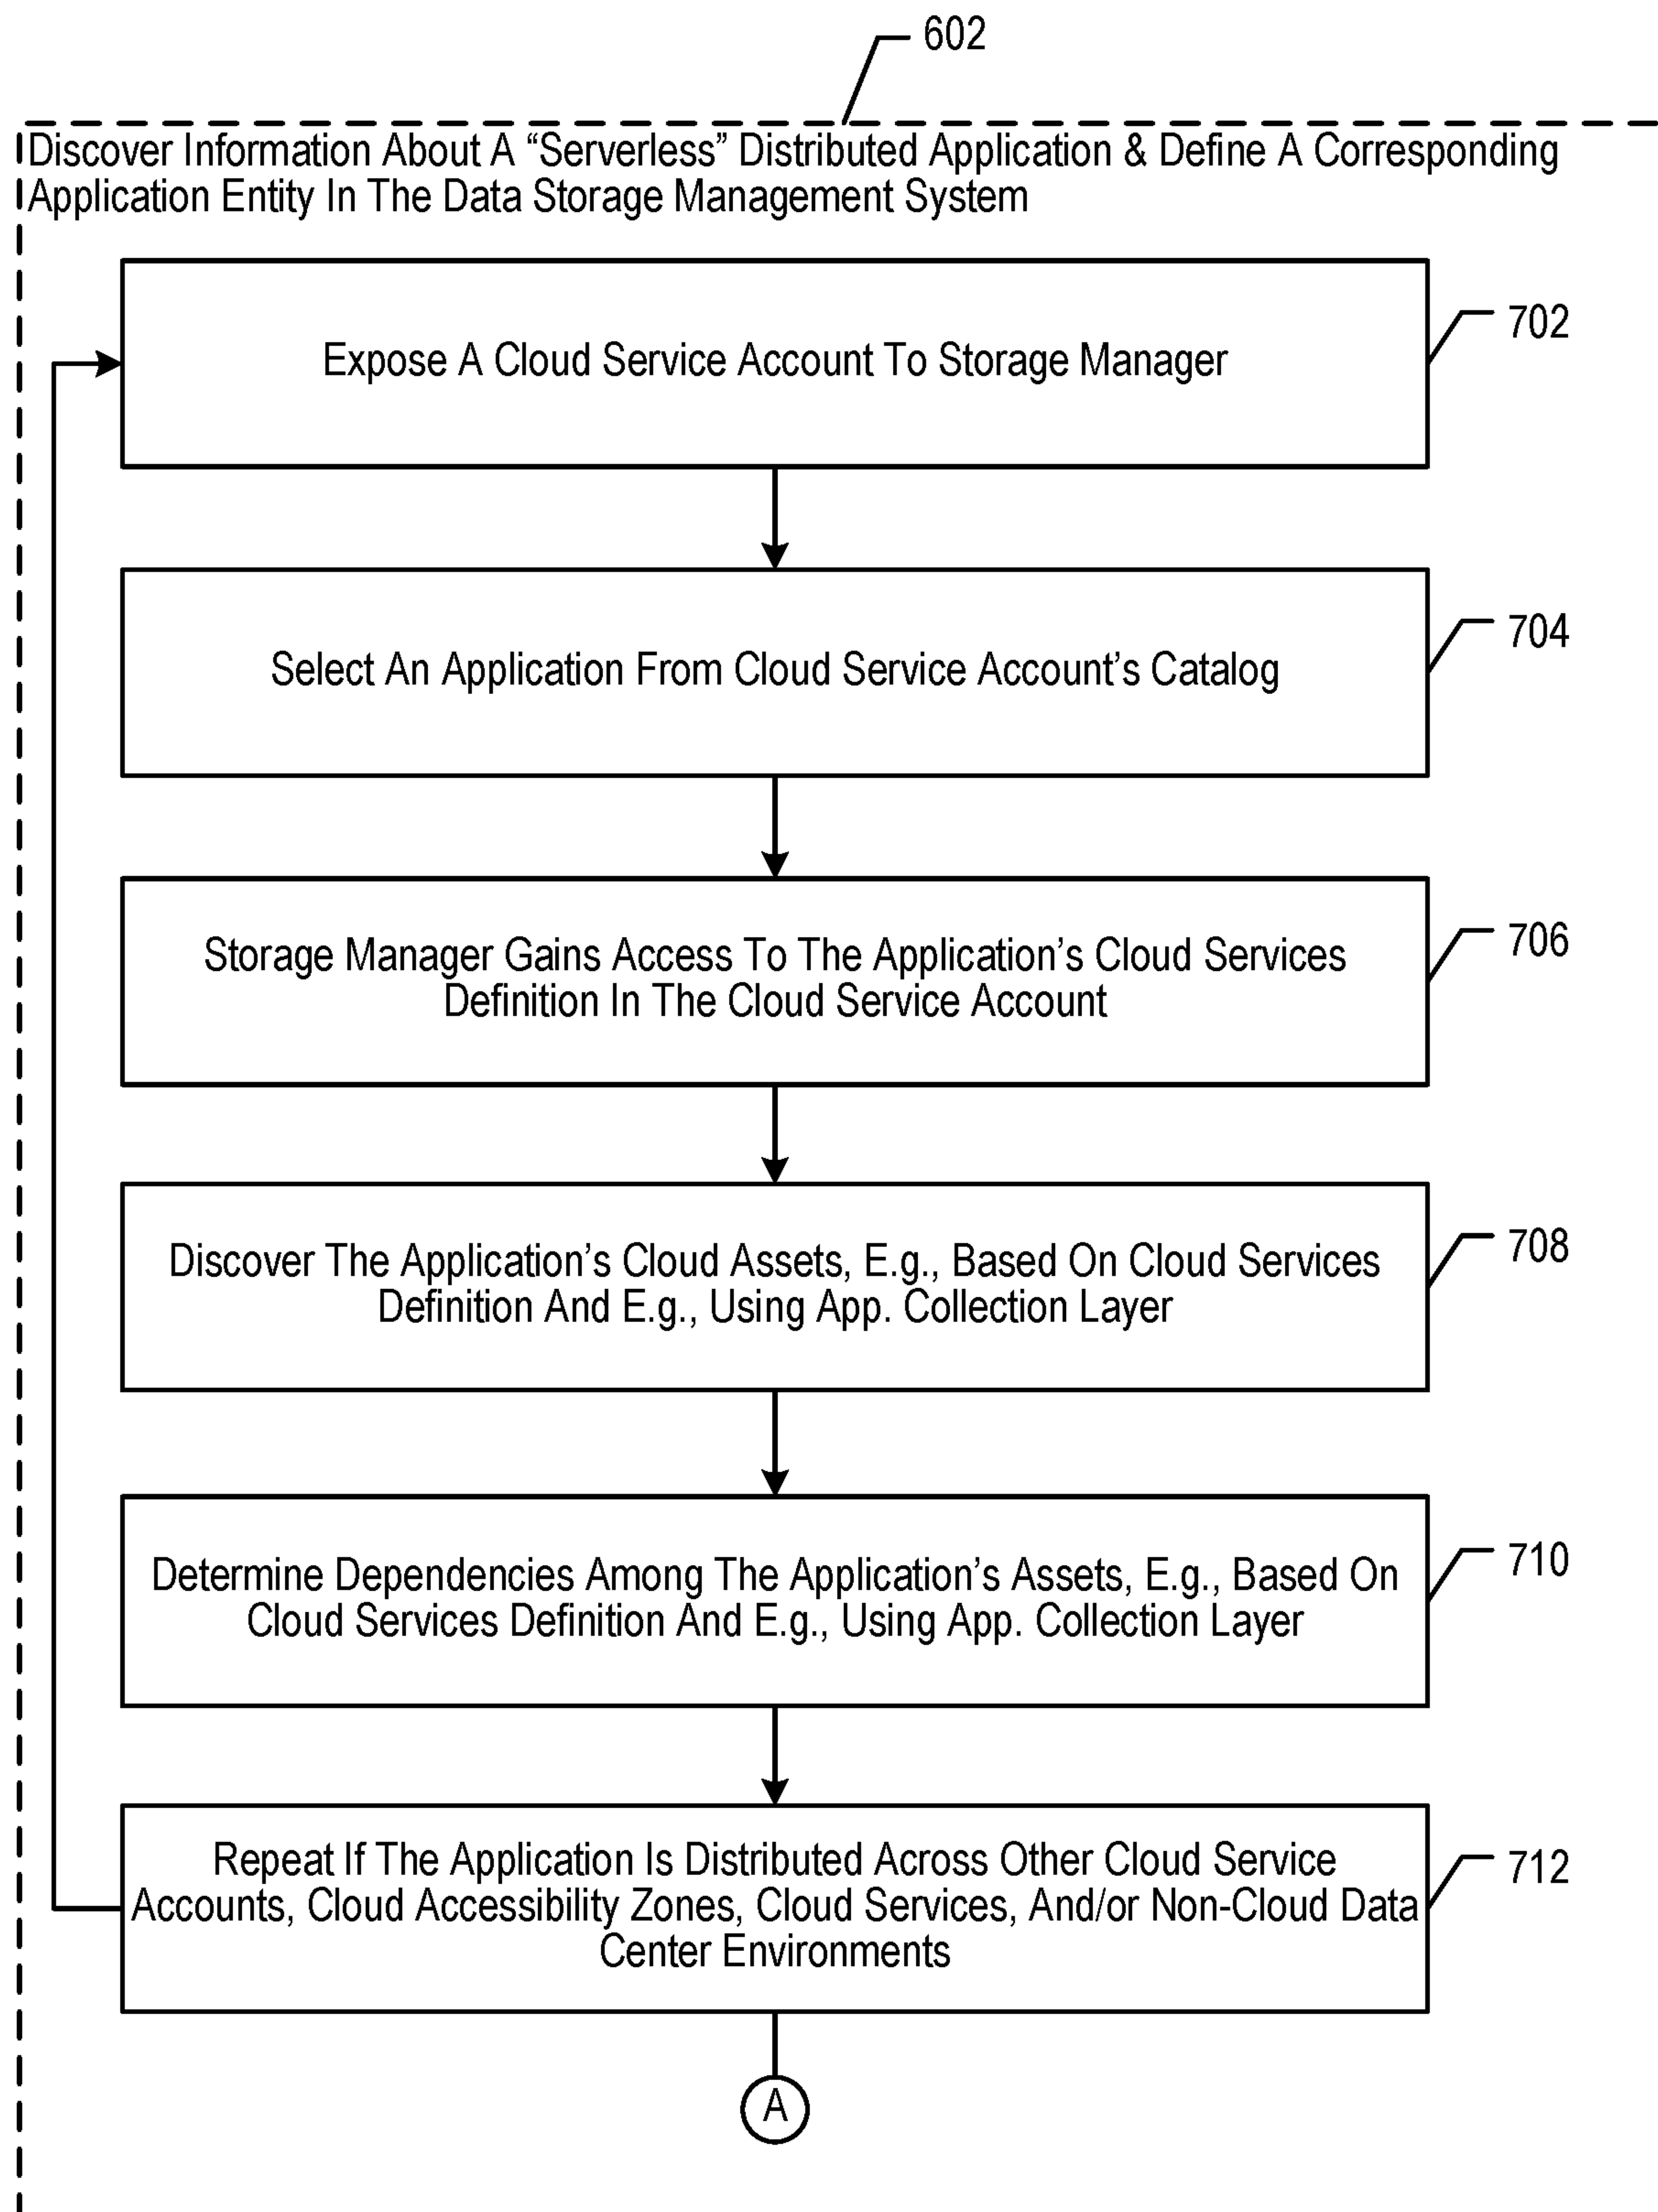 602
Discover Information About A “Serverless” Distributed Application & Define A Corresponding
Application Entity In The Data Storage Management System
Expose A Cloud Service Account To Storage Manager
702
Select An Application From Cloud Service Account’s Catalog
704
Storage Manager Gains Access To The Application’s Cloud Services
Definition In The Cloud Service Account
706
Discover The Application’s Cloud Assets, E.g., Based On Cloud Services
Definition And E.g., Using App. Collection Layer
708
Determine Dependencies Among The Application’s Assets, E.g., Based On
Cloud Services Definition And E.g., Using App. Collection Layer
710
Repeat If The Application Is Distributed Across Other Cloud Service
Accounts, Cloud Accessibility Zones, Cloud Services, And/or Non-Cloud Data
Center Environments
712
A